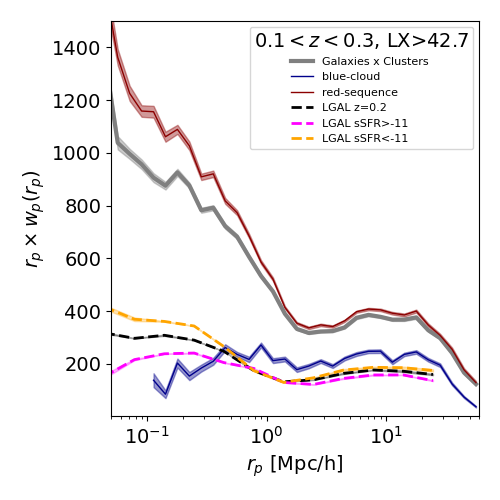 0.1 < z < 0.3, LX>42.7
Galaxies x Clusters
blue-cloud
red-sequence
LGAL z=0.2
LGAL sSFR>-11
LGAL sSFR<-11
1400
1200
1000
800
600
400
200
r_p × w_p(r_p)
10^{-1} 10^0 10^1
r_p [Mpc/h]